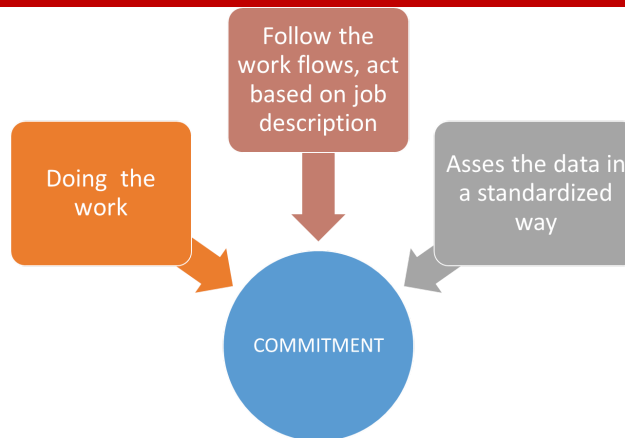 Follow the
work flows, act
based on job
description
Doing the
work
Asses the data in
a standardized
way
COMMITMENT